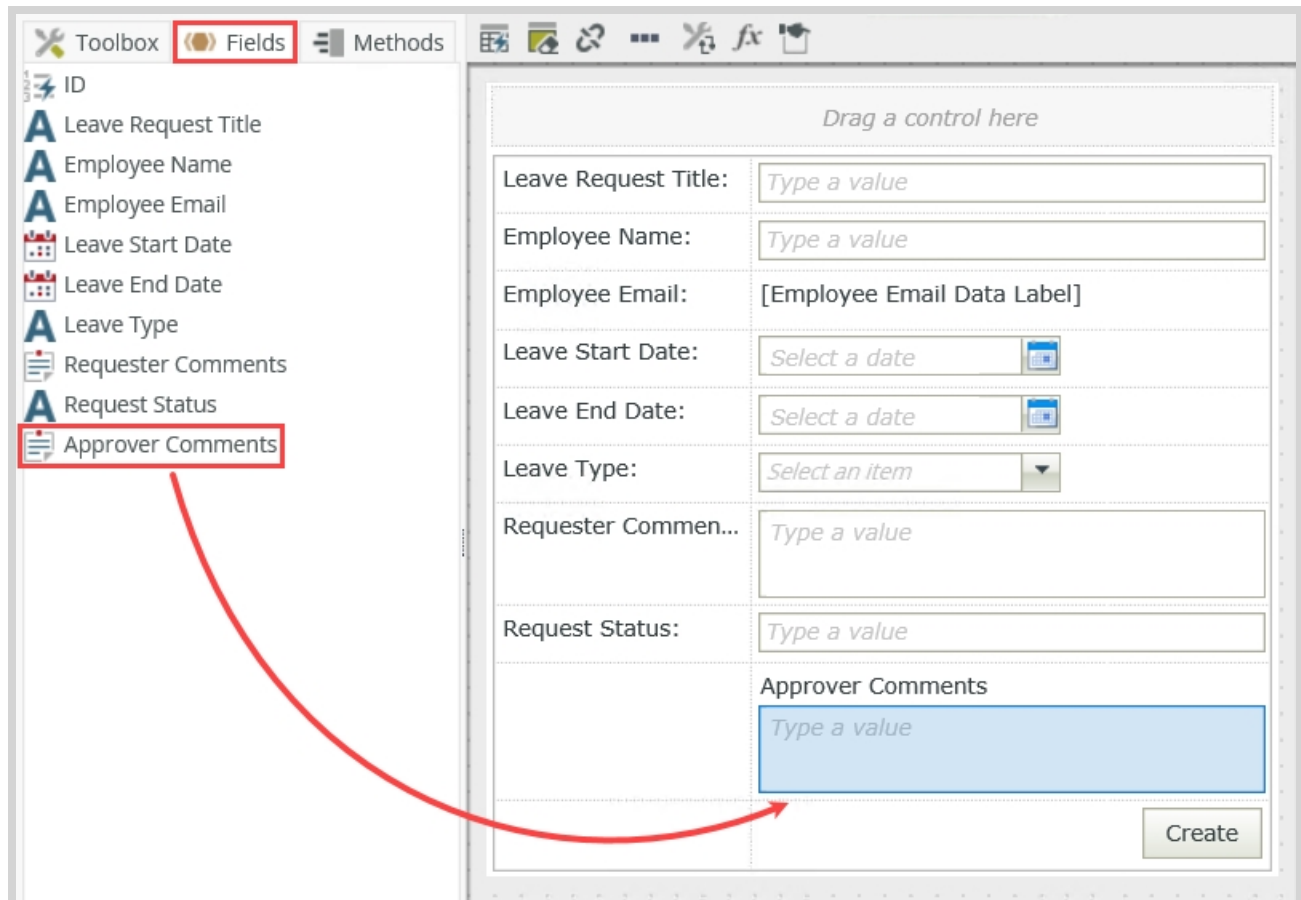 Toolbox Fields Methods
ID
Leave Request Title
Employee Name
Employee Email
Leave Start Date
Leave End Date
Leave Type
Requester Comments
Request Status
Approver Comments
fx
Drag a control here
Leave Request Title: Type a value
Employee Name: Type a value
Employee Email: [Employee Email Data Label]
Leave Start Date: Select a date
Leave End Date: Select a date
Leave Type: Select an item
Requester Commen... Type a value
Request Status: Type a value
Approver Comments
Type a value
Create